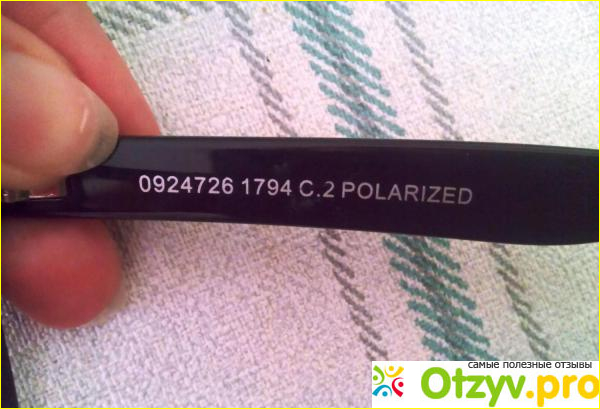 0924726 1794 C.2 POLARIZED
самые полезные отзывы
Otzyv.pro